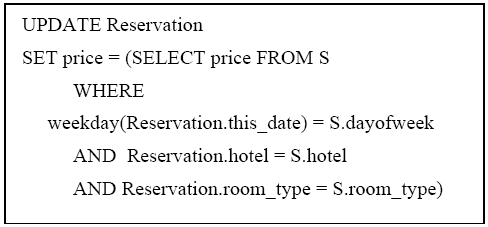 UPDATE Reservation
SET price = (SELECT price FROM S
WHERE
weekday(Reservation.this_date) = S.dayofweek
AND Reservation.hotel = S.hotel
AND Reservation.room_type = S.room_type)